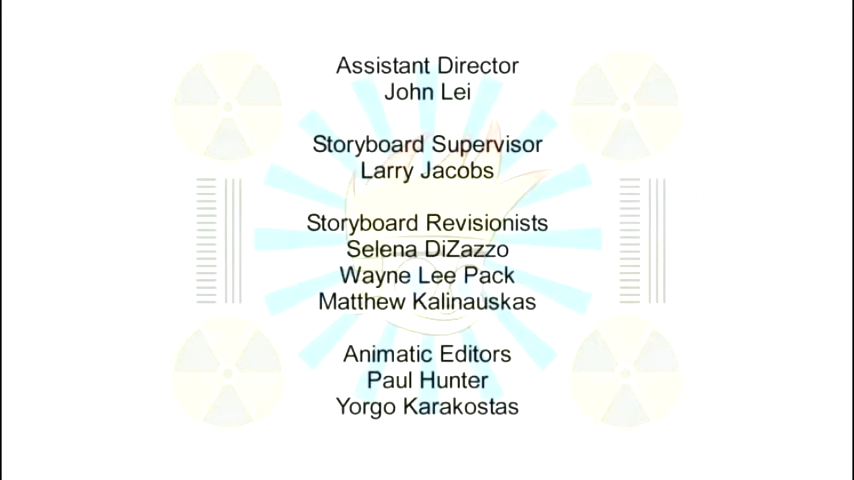 Assistant Director
John Lei
Storyboard Supervisor
Larry Jacobs
Storyboard Revisionists
Selena DiZazzo
Wayne Lee Pack
Matthew Kalinauskas
Animatic Editors
Paul Hunter
Yorgo Karakostas